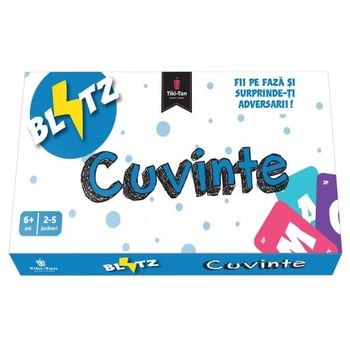 BLITZ
Tiki-Tan
FII PE FAZĂ ȘI
SURPRINDE-ȚI
ADVERSARII!
Cuvinte
6+
ani
2-5
jucători
M
A
Tiki-Tan
BLITZ
Cuvinte